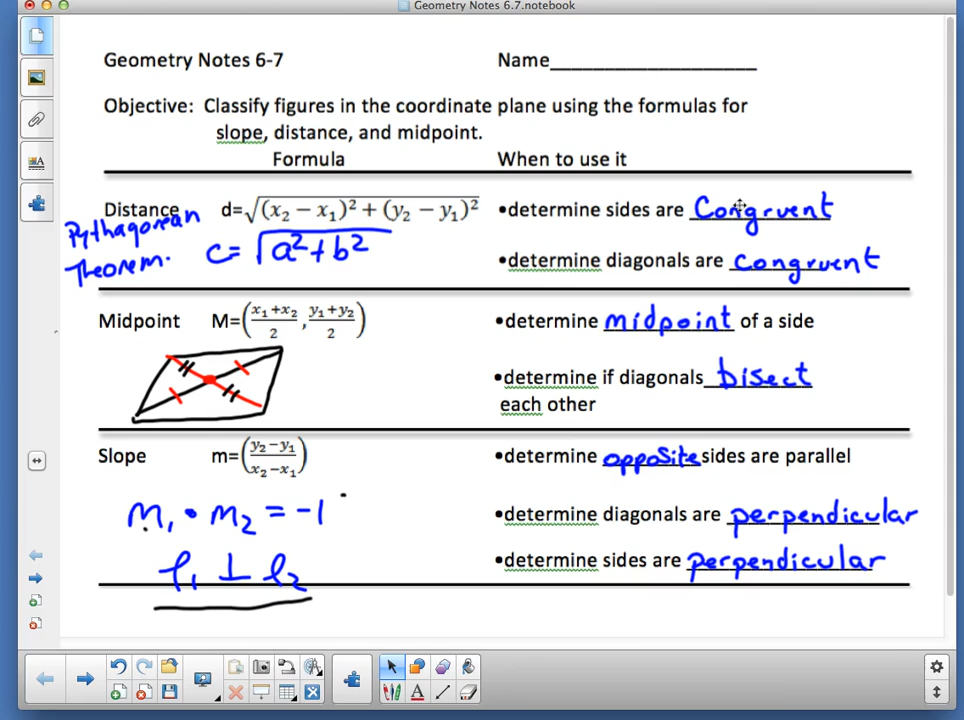 Geometry Notes 6.7.notebook
Geometry Notes 6-7 Name___________________
Objective: Classify figures in the coordinate plane using the formulas for
slope, distance, and midpoint.
Formula When to use it
Distance d=√(x₂ − x₁)² + (y₂ − y₁)² •determine sides are Congruent
Pythagorean
Theorem. c = √a² + b² •determine diagonals are congruent
Midpoint M=(x₁+x₂/2, y₁+y₂/2) •determine midpoint of a side
•determine if diagonals bisect
each other
Slope m=(y₂−y₁/x₂−x₁) •determine opposite sides are parallel
m₁ • m₂ = -1 •determine diagonals are perpendicular
l₁ ⊥ l₂ •determine sides are perpendicular